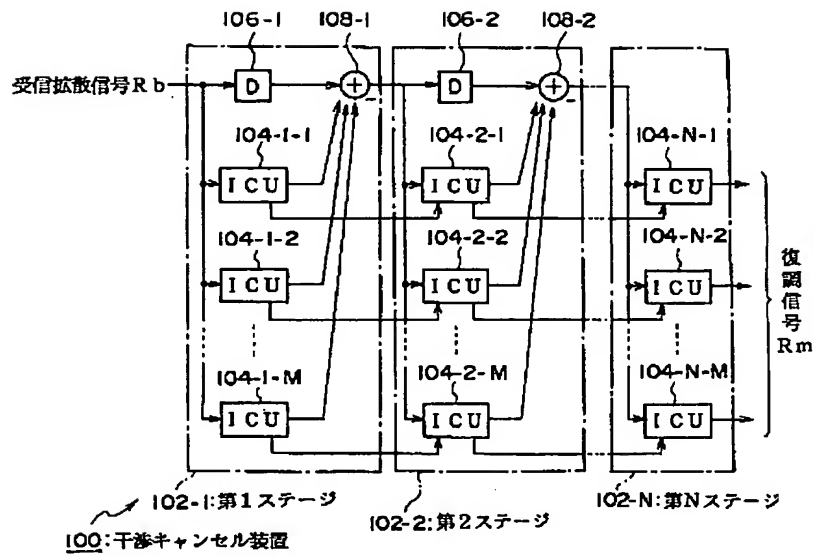 106-1
108-1
106-2
108-2
受信拡散信号Rb
D
+
-
D
+
-
104-1-1
104-2-1
104-N-1
ICU
ICU
ICU
104-1-2
104-2-2
104-N-2
ICU
ICU
ICU
復調信号Rm
104-1-M
104-2-M
104-N-M
ICU
ICU
ICU
102-1:第1ステージ
102-2:第2ステージ
102-N:第Nステージ
100:干渉キャンセル装置